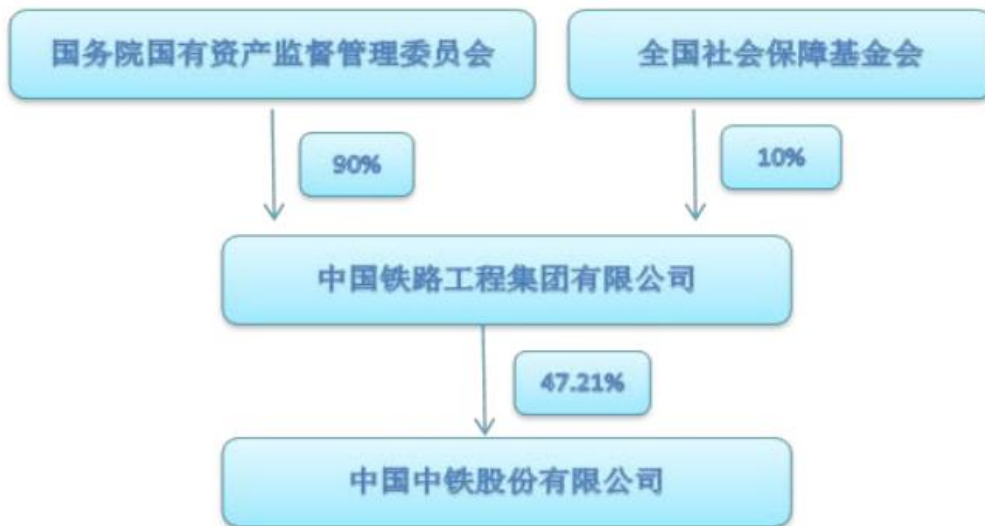 国务院国有资产监督管理委员会
全国社会保障基金会
90%
10%
中国铁路工程集团有限公司
47.21%
中国中铁股份有限公司